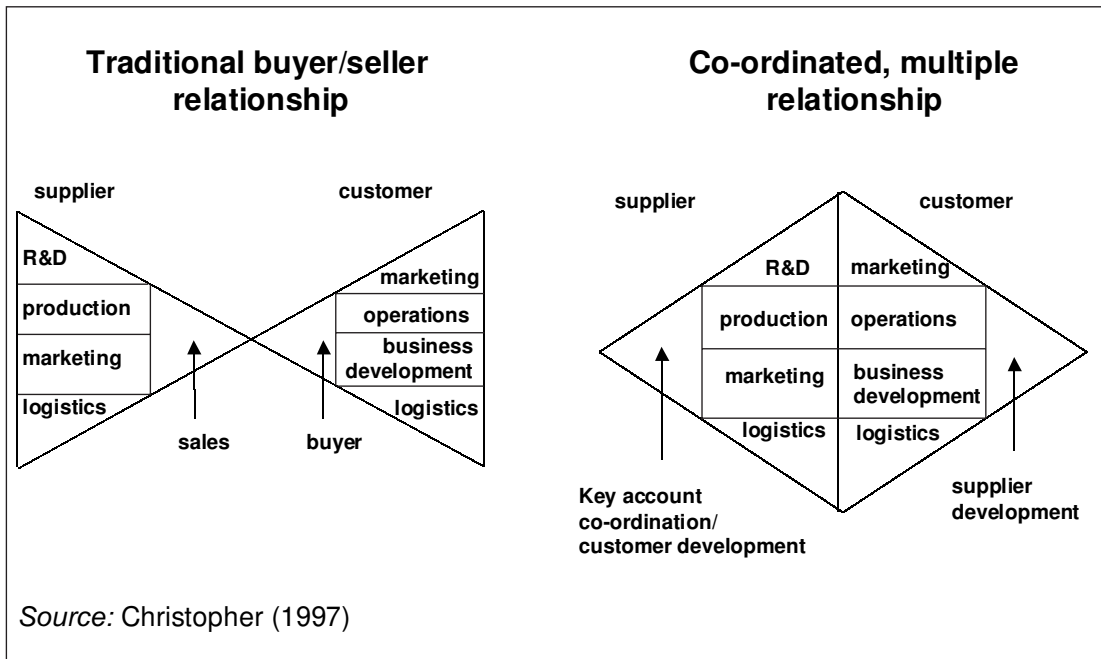 Traditional buyer/seller
relationship
supplier
customer
R&D
production
marketing
logistics
marketing
operations
business
development
logistics
sales
buyer
Co-ordinated, multiple
relationship
supplier
customer
R&D
marketing
production
operations
marketing
business
development
logistics
logistics
Key account
co-ordination/
customer development
supplier
development
Source: Christopher (1997)